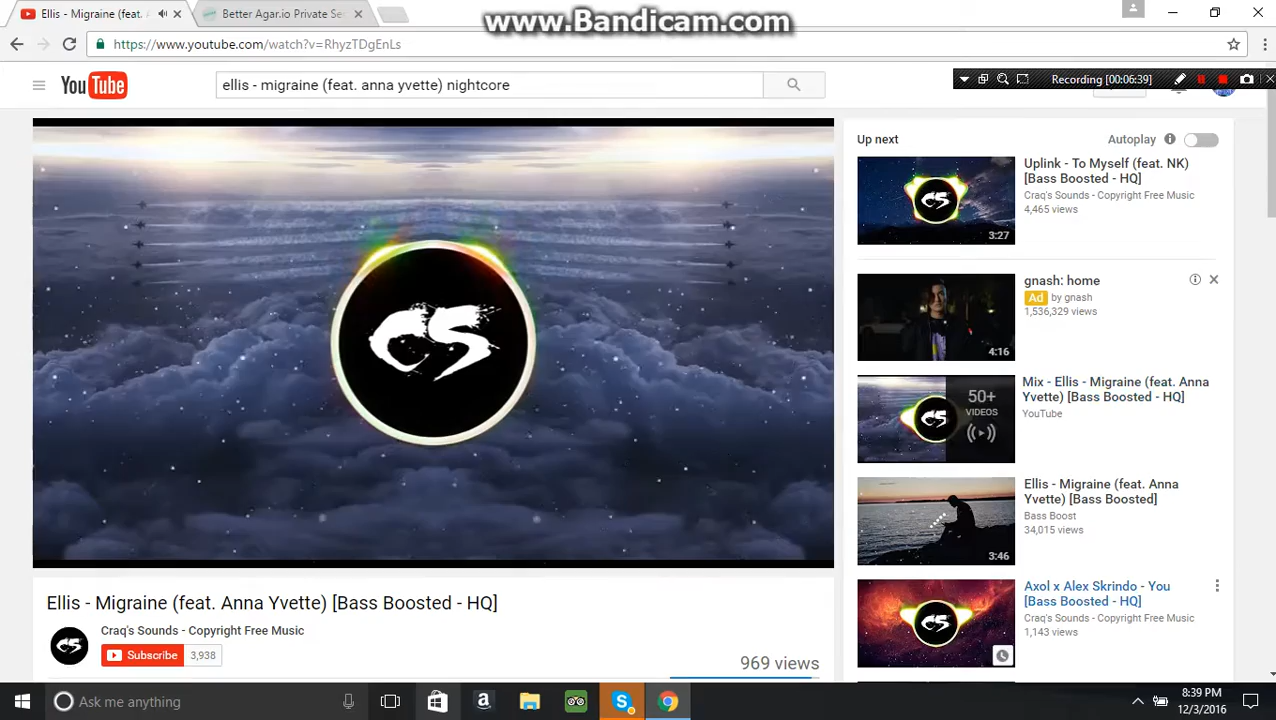 Ellis - Migraine (feat.
Better Agar.io Private Se
www.Bandicam.com
https://www.youtube.com/watch?v=RhyzTDgEnLs
YouTube
ellis - migraine (feat. anna yvette) nightcore
Recording [00:06:39]
CS
Up next
Autoplay
Uplink - To Myself (feat. NK)
[Bass Boosted - HQ]
Craq's Sounds - Copyright Free Music
4,465 views
CS
3:27
gnash: home
Ad by gnash
1,536,329 views
4:16
Mix - Ellis - Migraine (feat. Anna
Yvette) [Bass Boosted - HQ]
YouTube
CS
50+
VIDEOS
Ellis - Migraine (feat. Anna
Yvette) [Bass Boosted]
Bass Boost
34,015 views
3:46
Axol x Alex Skrindo - You
[Bass Boosted - HQ]
Craq's Sounds - Copyright Free Music
1,143 views
CS
Ellis - Migraine (feat. Anna Yvette) [Bass Boosted - HQ]
Craq's Sounds - Copyright Free Music
CS
Subscribe 3,938
969 views
Ask me anything
8:39 PM
12/3/2016